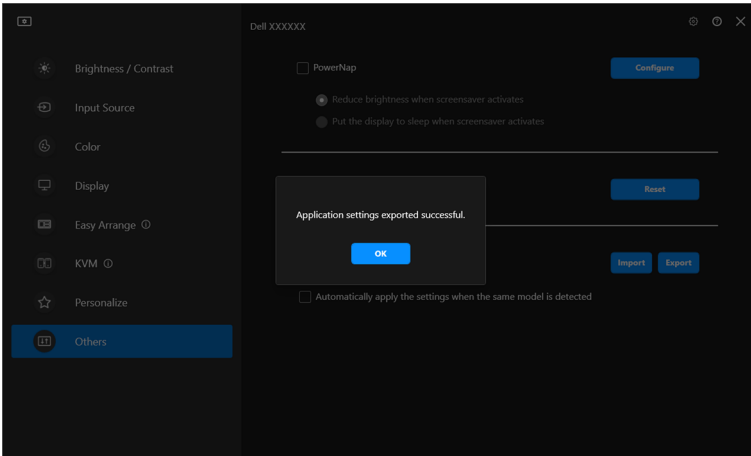 Dell XXXXXX
Brightness / Contrast
Input Source
Color
Display
Easy Arrange
KVM
Personalize
Others
PowerNap
Configure
Reduce brightness when screensaver activates
Put the display to sleep when screensaver activates
Reset
Application settings exported successful.
OK
Import
Export
Automatically apply the settings when the same model is detected